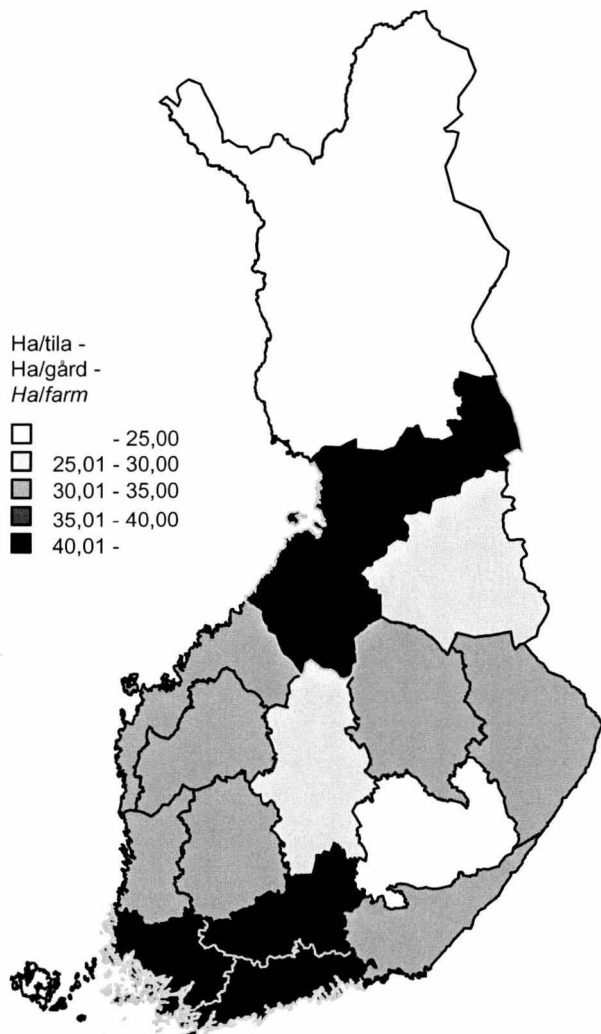 Ha/tila -
Ha/gård -
Ha/farm
- 25,00
25,01 - 30,00
30,01 - 35,00
35,01 - 40,00
40,01 -